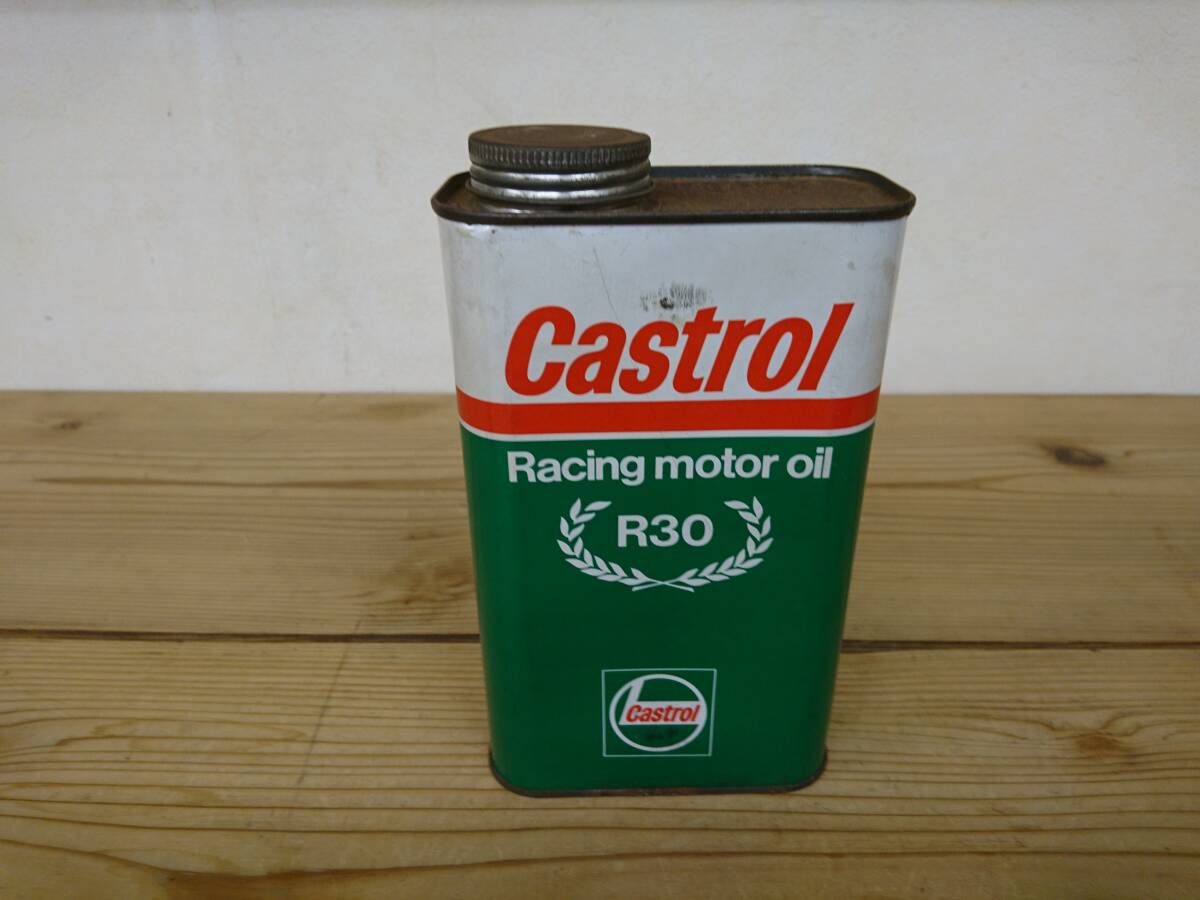 Castrol
Racing motor oil
R30
Castrol